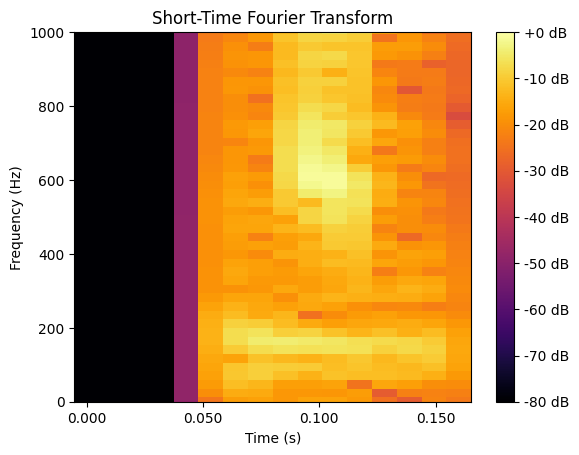 Short-Time Fourier Transform
Frequency (Hz)
1000
800
600
400
200
0
0.000
0.050
0.100
0.150
Time (s)
+0 dB
-10 dB
-20 dB
-30 dB
-40 dB
-50 dB
-60 dB
-70 dB
-80 dB